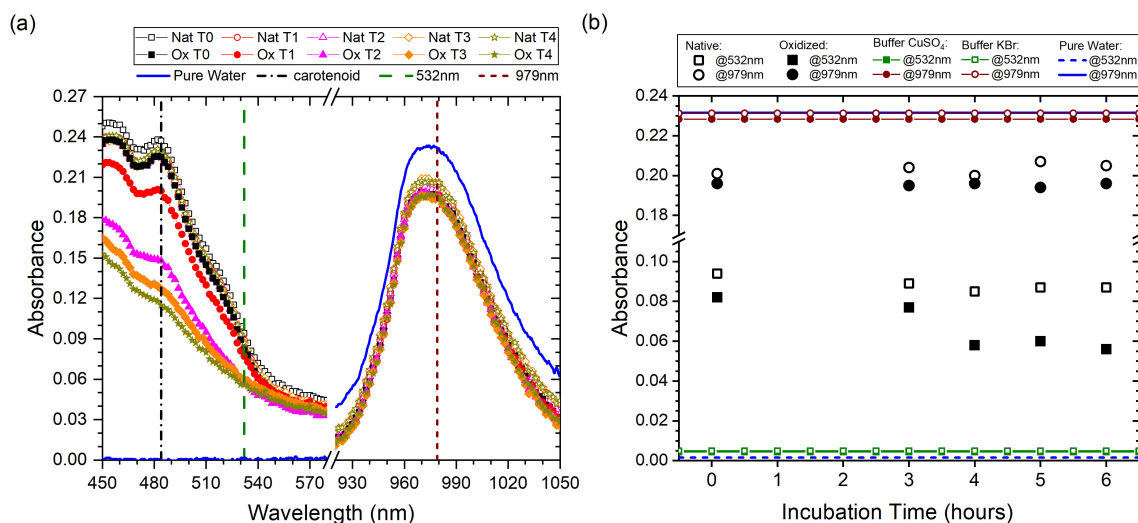 (a)
Nat T0 Nat T1 Nat T2 Nat T3 Nat T4
Ox T0 Ox T1 Ox T2 Ox T3 Ox T4
Pure Water carotenoid 532nm 979nm
0.27
0.24
0.21
0.18
0.15
0.12
0.09
0.06
0.03
0.00
Absorbance
450 480 510 540 570 930 960 990 1020 1050
Wavelength (nm)
(b)
Native: Oxidized: Buffer CuSO4: Buffer KBr: Pure Water:
@532nm @532nm @532nm @532nm @532nm
@979nm @979nm @979nm @979nm @979nm
0.24
0.22
0.20
0.18
0.10
0.08
0.06
0.04
0.02
0.00
Absorbance
0 1 2 3 4 5 6
Incubation Time (hours)